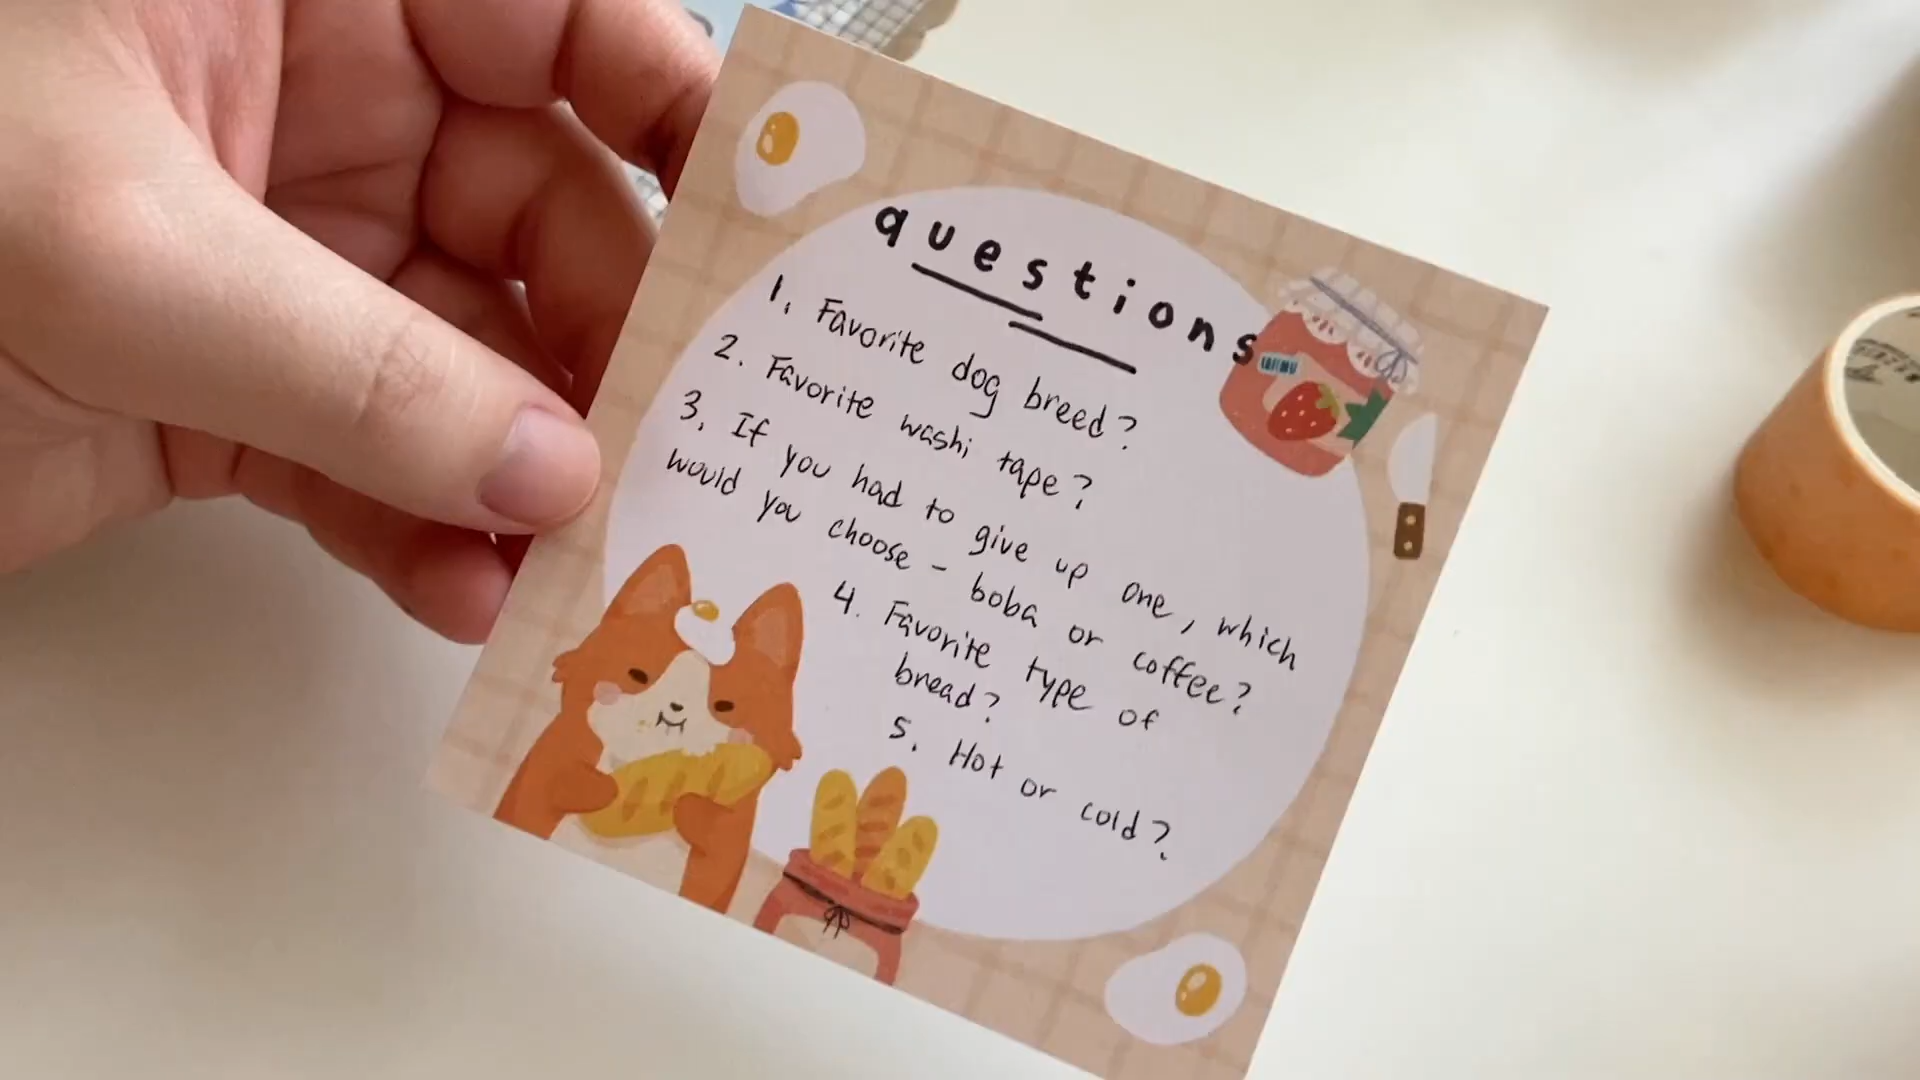 questions
1. Favorite dog breed?
2. Favorite washi tape?
3. If you had to give up one, which
would you choose - boba or coffee?
4. Favorite type of
bread?
5. Hot or cold?